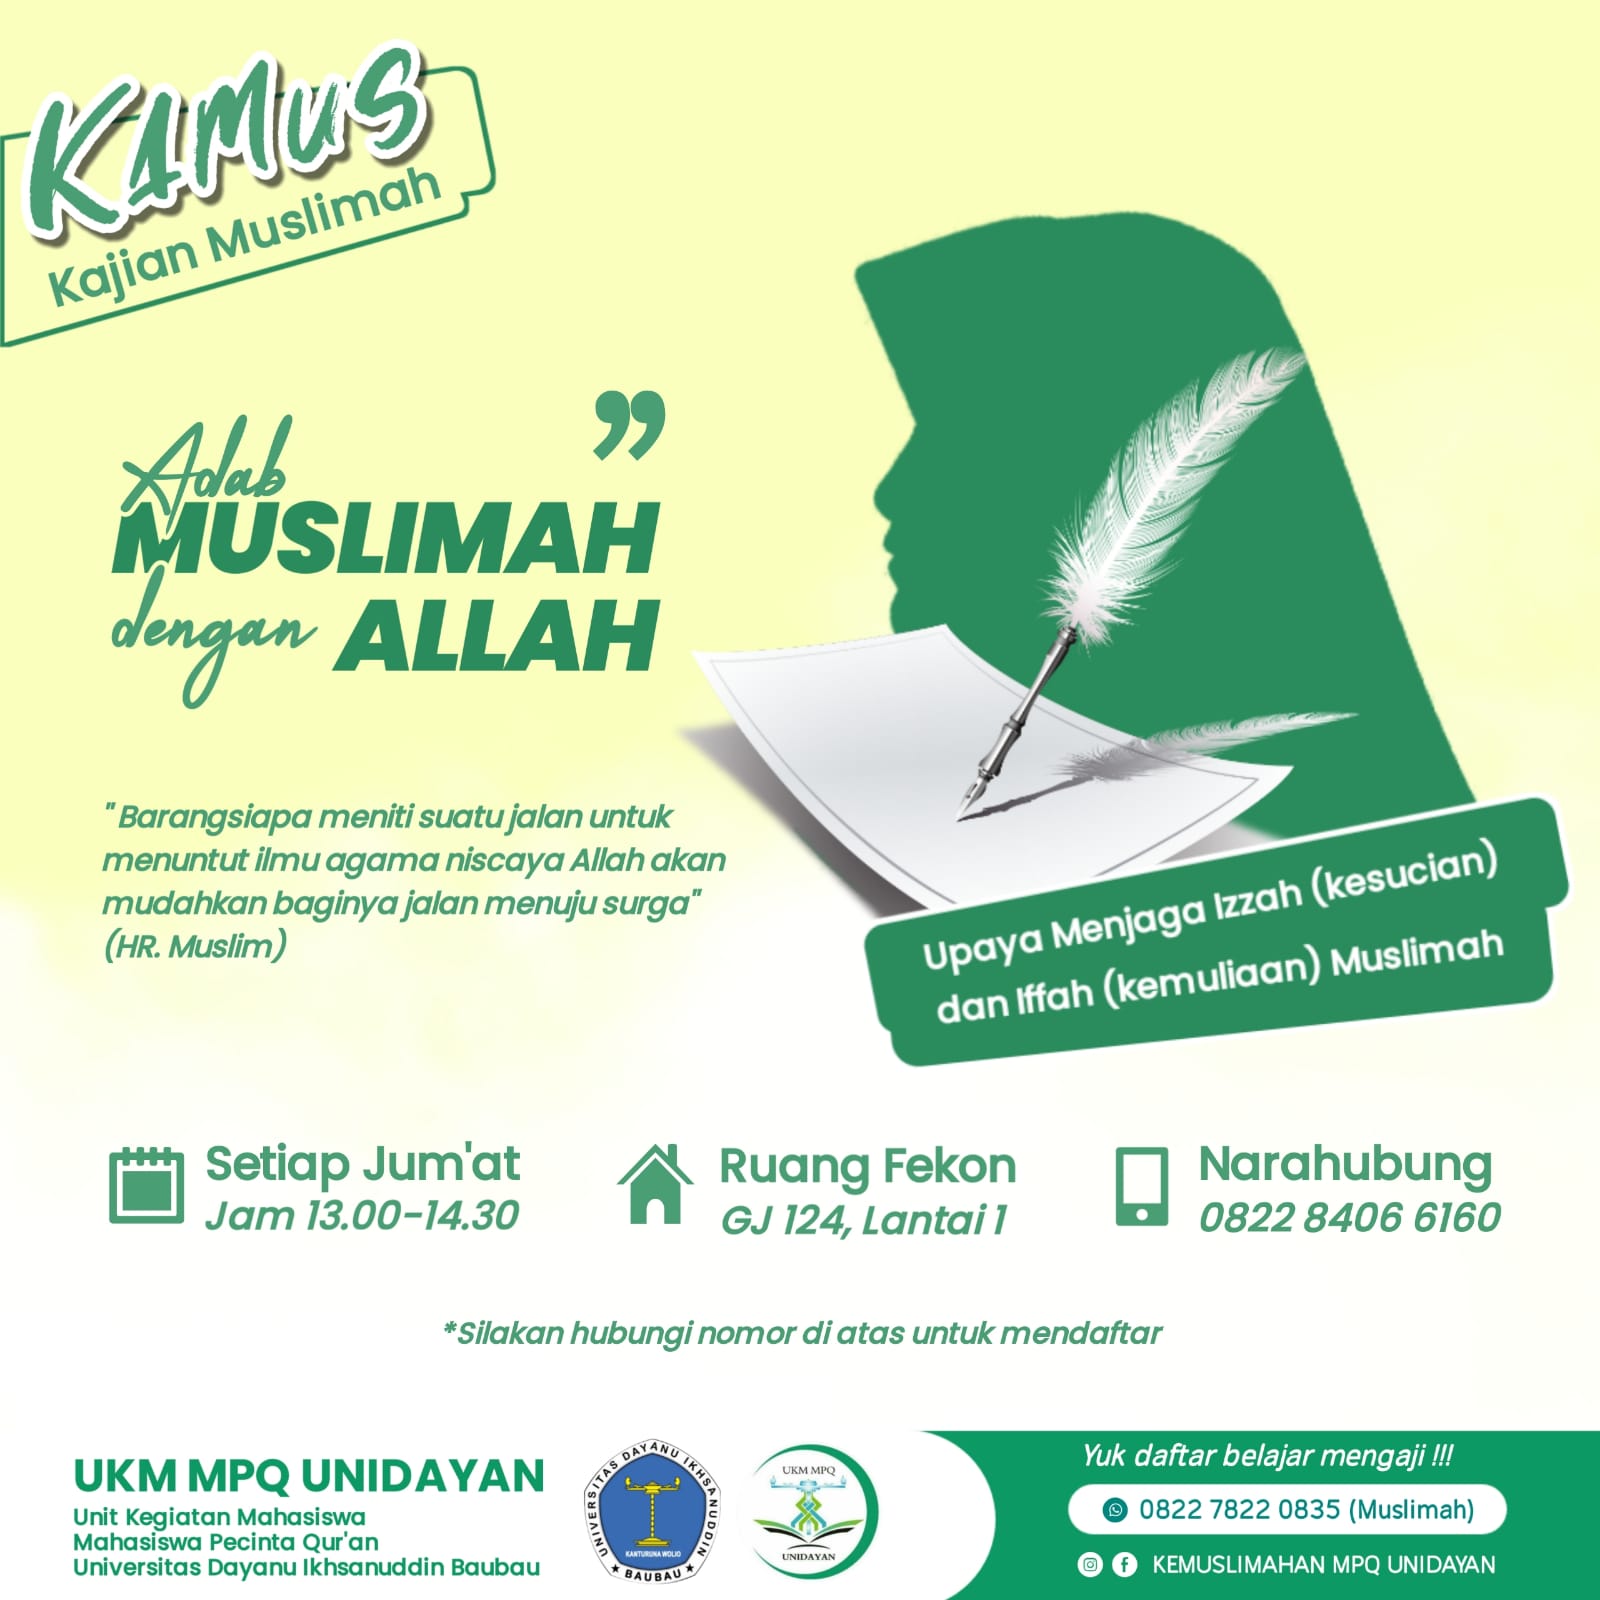 KAMUS
Kajian Muslimah
Adab
MUSLIMAH
dengan ALLAH
”
" Barangsiapa meniti suatu jalan untuk
menuntut ilmu agama niscaya Allah akan
mudahkan baginya jalan menuju surga"
(HR. Muslim)
Upaya Menjaga Izzah (kesucian)
dan Iffah (kemuliaan) Muslimah
Setiap Jum'at
Jam 13.00-14.30
Ruang Fekon
GJ 124, Lantai 1
Narahubung
0822 8406 6160
*Silakan hubungi nomor di atas untuk mendaftar
UKM MPQ UNIDAYAN
Unit Kegiatan Mahasiswa
Mahasiswa Pecinta Qur'an
Universitas Dayanu Ikhsanuddin Baubau
UNIVERSITAS DAYANU IKHSANUDDIN
KANTURUNA WOLIO
★ BAUBAU ★
UKM MPQ
UNIDAYAN
Yuk daftar belajar mengaji !!!
0822 7822 0835 (Muslimah)
KEMUSLIMAHAN MPQ UNIDAYAN